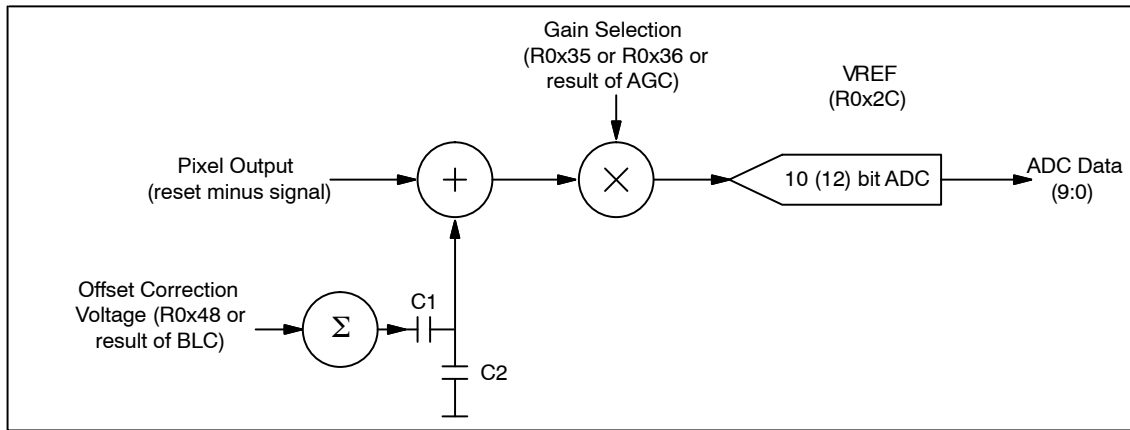 Gain Selection
(R0x35 or R0x36 or
result of AGC)
VREF
(R0x2C)
Pixel Output
(reset minus signal)
+
×
10 (12) bit ADC
ADC Data
(9:0)
Offset Correction
Voltage (R0x48 or
result of BLC)
Σ
C1
C2